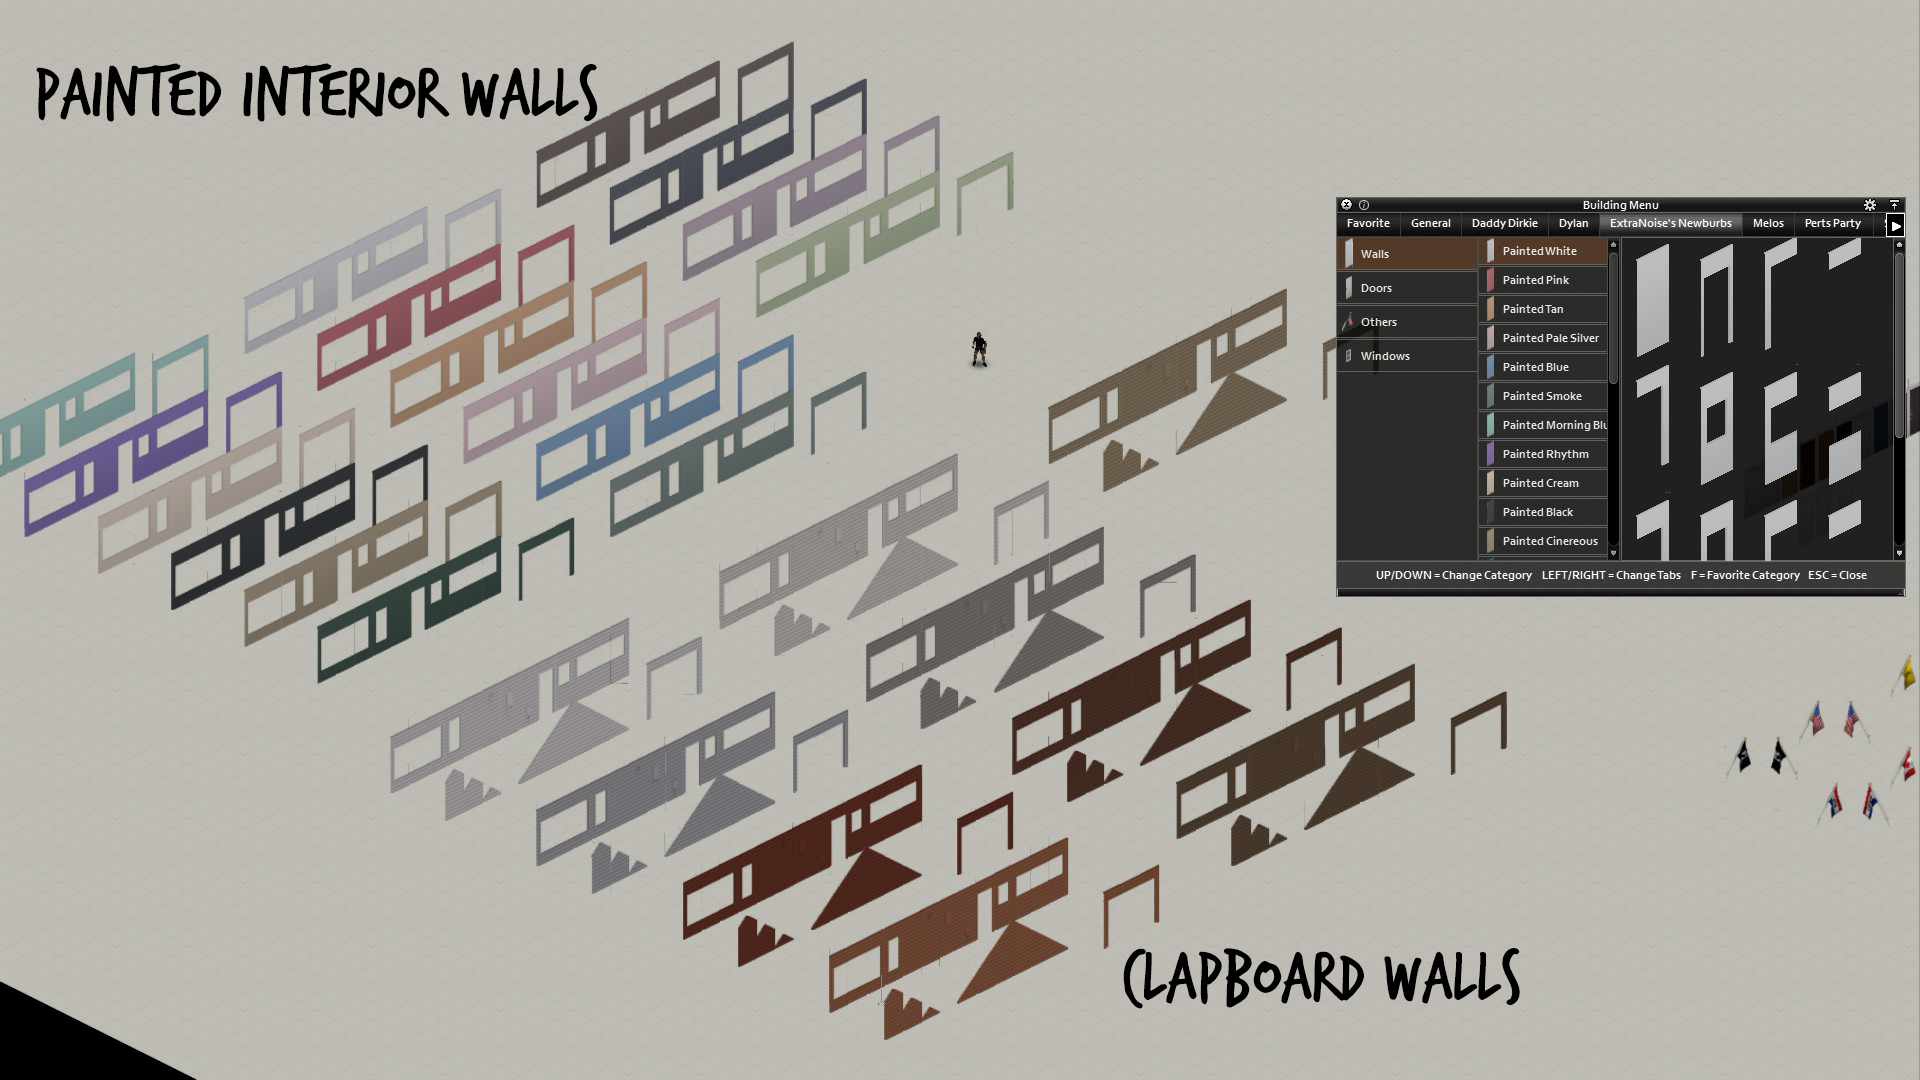 PAINTED INTERIOR WALLS
Building Menu
Favorite General Daddy Dirkie Dylan ExtraNoise's Newburbs Melos Perts Party
Walls
Doors
Others
Windows
Painted White
Painted Pink
Painted Tan
Painted Pale Silver
Painted Blue
Painted Smoke
Painted Morning Blu
Painted Rhythm
Painted Cream
Painted Black
Painted Cinereous
UP/DOWN = Change Category LEFT/RIGHT = Change Tabs F = Favorite Category ESC = Close
CLAPBOARD WALLS